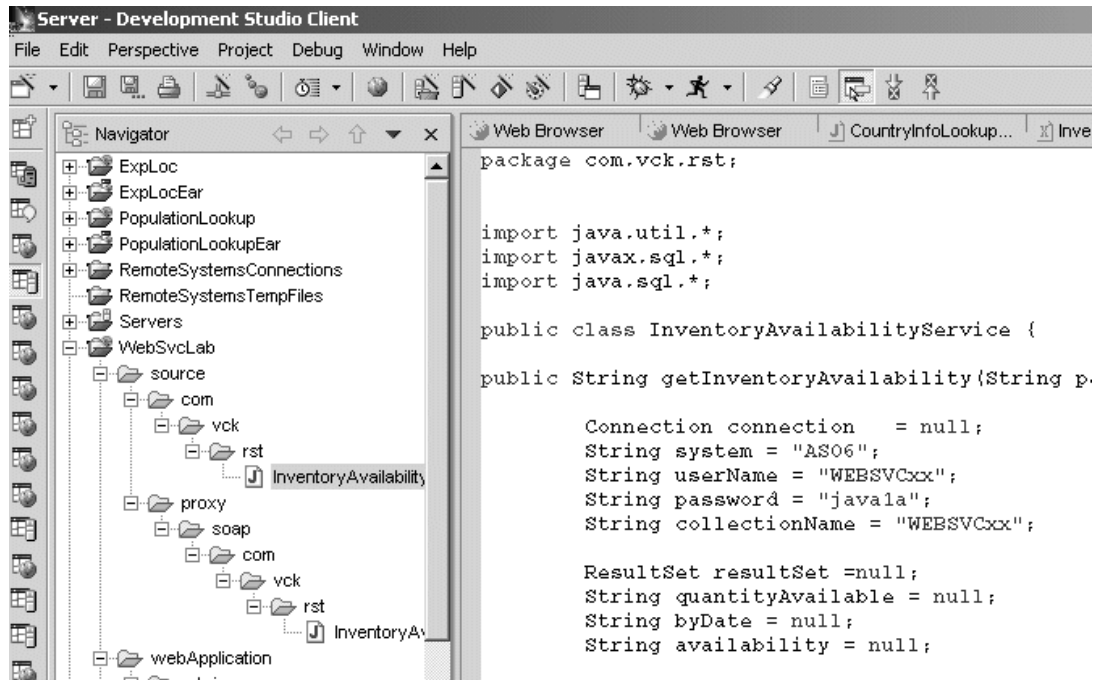 Server - Development Studio Client
File Edit Perspective Project Debug Window Help
Navigator
ExpLoc
ExpLocEar
PopulationLookup
PopulationLookupEar
RemoteSystemsConnections
RemoteSystemsTempFiles
Servers
WebSvcLab
source
com
vck
rst
InventoryAvailability
proxy
soap
com
vck
rst
InventoryAv
webApplication
Web Browser Web Browser CountryInfoLookup... Inve
package com.vck.rst;
import java.util.*;
import javax.sql.*;
import java.sql.*;
public class InventoryAvailabilityService {
public String getInventoryAvailability(String p
Connection connection = null;
String system = "AS06";
String userName = "WEBSVCxx";
String password = "java1a";
String collectionName = "WEBSVCxx";
ResultSet resultSet =null;
String quantityAvailable = null;
String byDate = null;
String availability = null;